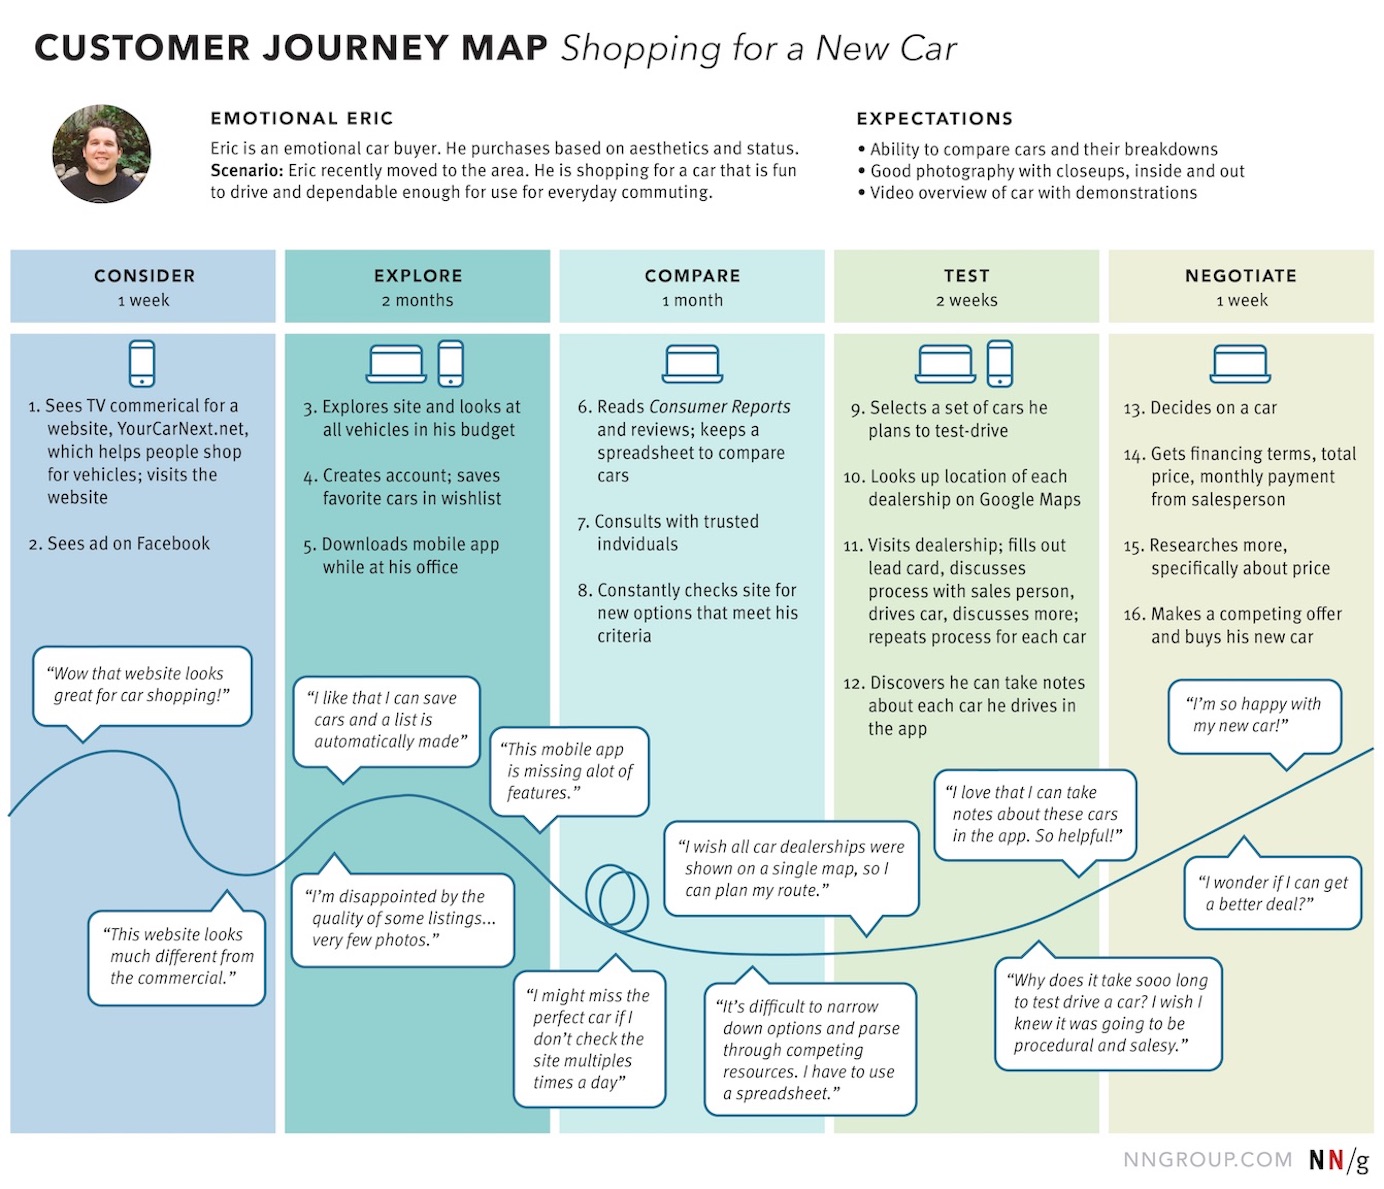 CUSTOMER JOURNEY MAP Shopping for a New Car
EMOTIONAL ERIC
Eric is an emotional car buyer. He purchases based on aesthetics and status.
Scenario: Eric recently moved to the area. He is shopping for a car that is fun
to drive and dependable enough for use for everyday commuting.
EXPECTATIONS
• Ability to compare cars and their breakdowns
• Good photography with closeups, inside and out
• Video overview of car with demonstrations
CONSIDER
1 week
EXPLORE
2 months
COMPARE
1 month
TEST
2 weeks
NEGOTIATE
1 week
1. Sees TV commerical for a
website, YourCarNext.net,
which helps people shop
for vehicles; visits the
website
2. Sees ad on Facebook
3. Explores site and looks at
all vehicles in his budget
4. Creates account; saves
favorite cars in wishlist
5. Downloads mobile app
while at his office
6. Reads Consumer Reports
and reviews; keeps a
spreadsheet to compare
cars
7. Consults with trusted
indviduals
8. Constantly checks site for
new options that meet his
criteria
9. Selects a set of cars he
plans to test-drive
10. Looks up location of each
dealership on Google Maps
11. Visits dealership; fills out
lead card, discusses
process with sales person,
drives car, discusses more;
repeats process for each car
12. Discovers he can take notes
about each car he drives in
the app
13. Decides on a car
14. Gets financing terms, total
price, monthly payment
from salesperson
15. Researches more,
specifically about price
16. Makes a competing offer
and buys his new car
“Wow that website looks
great for car shopping!”
“This website looks
much different from
the commercial.”
“I like that I can save
cars and a list is
automatically made”
“I’m disappointed by the
quality of some listings...
very few photos.”
“This mobile app
is missing alot of
features.”
“I might miss the
perfect car if I
don’t check the
site multiples
times a day”
“I wish all car dealerships were
shown on a single map, so I
can plan my route.”
“It’s difficult to narrow
down options and parse
through competing
resources. I have to use
a spreadsheet.”
“I love that I can take
notes about these cars
in the app. So helpful!”
“Why does it take sooo long
to test drive a car? I wish I
knew it was going to be
procedural and salesy.”
“I’m so happy with
my new car!”
“I wonder if I can get
a better deal?”
NNGROUP.COM NN/g